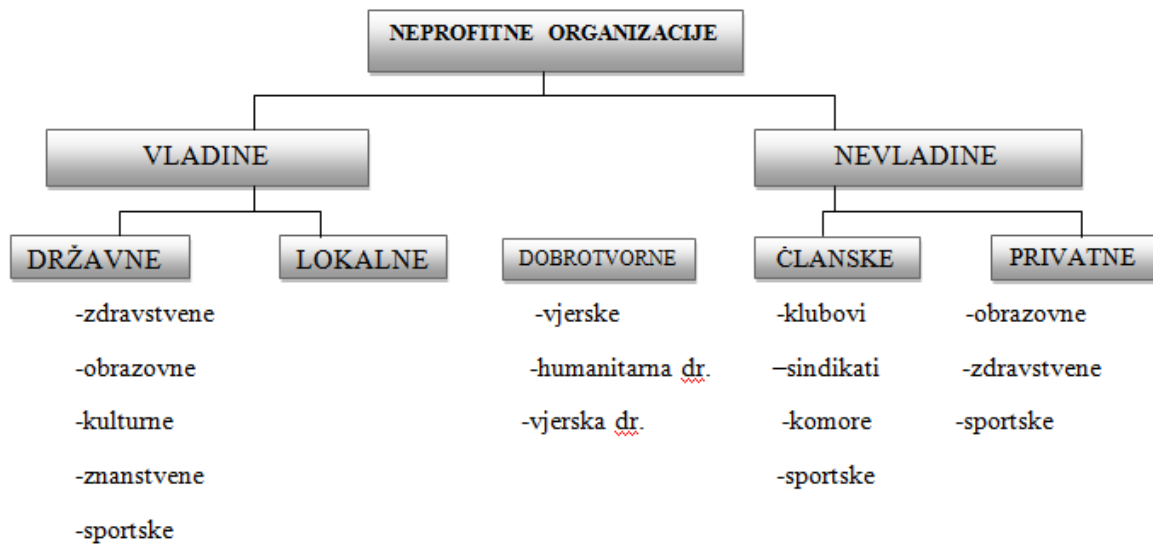 NEPROFITNE ORGANIZACIJE
VLADINE
NEVLADINE
DRŽAVNE
LOKALNE
DOBROTVORNE
ČLANSKE
PRIVATNE
-zdravstvene
-obrazovne
-kulturne
-znanstvene
-sportske
-vjerske
-humanitarna dr.
-vjerska dr.
-klubovi
–sindikati
-komore
-sportske
-obrazovne
-zdravstvene
-sportske